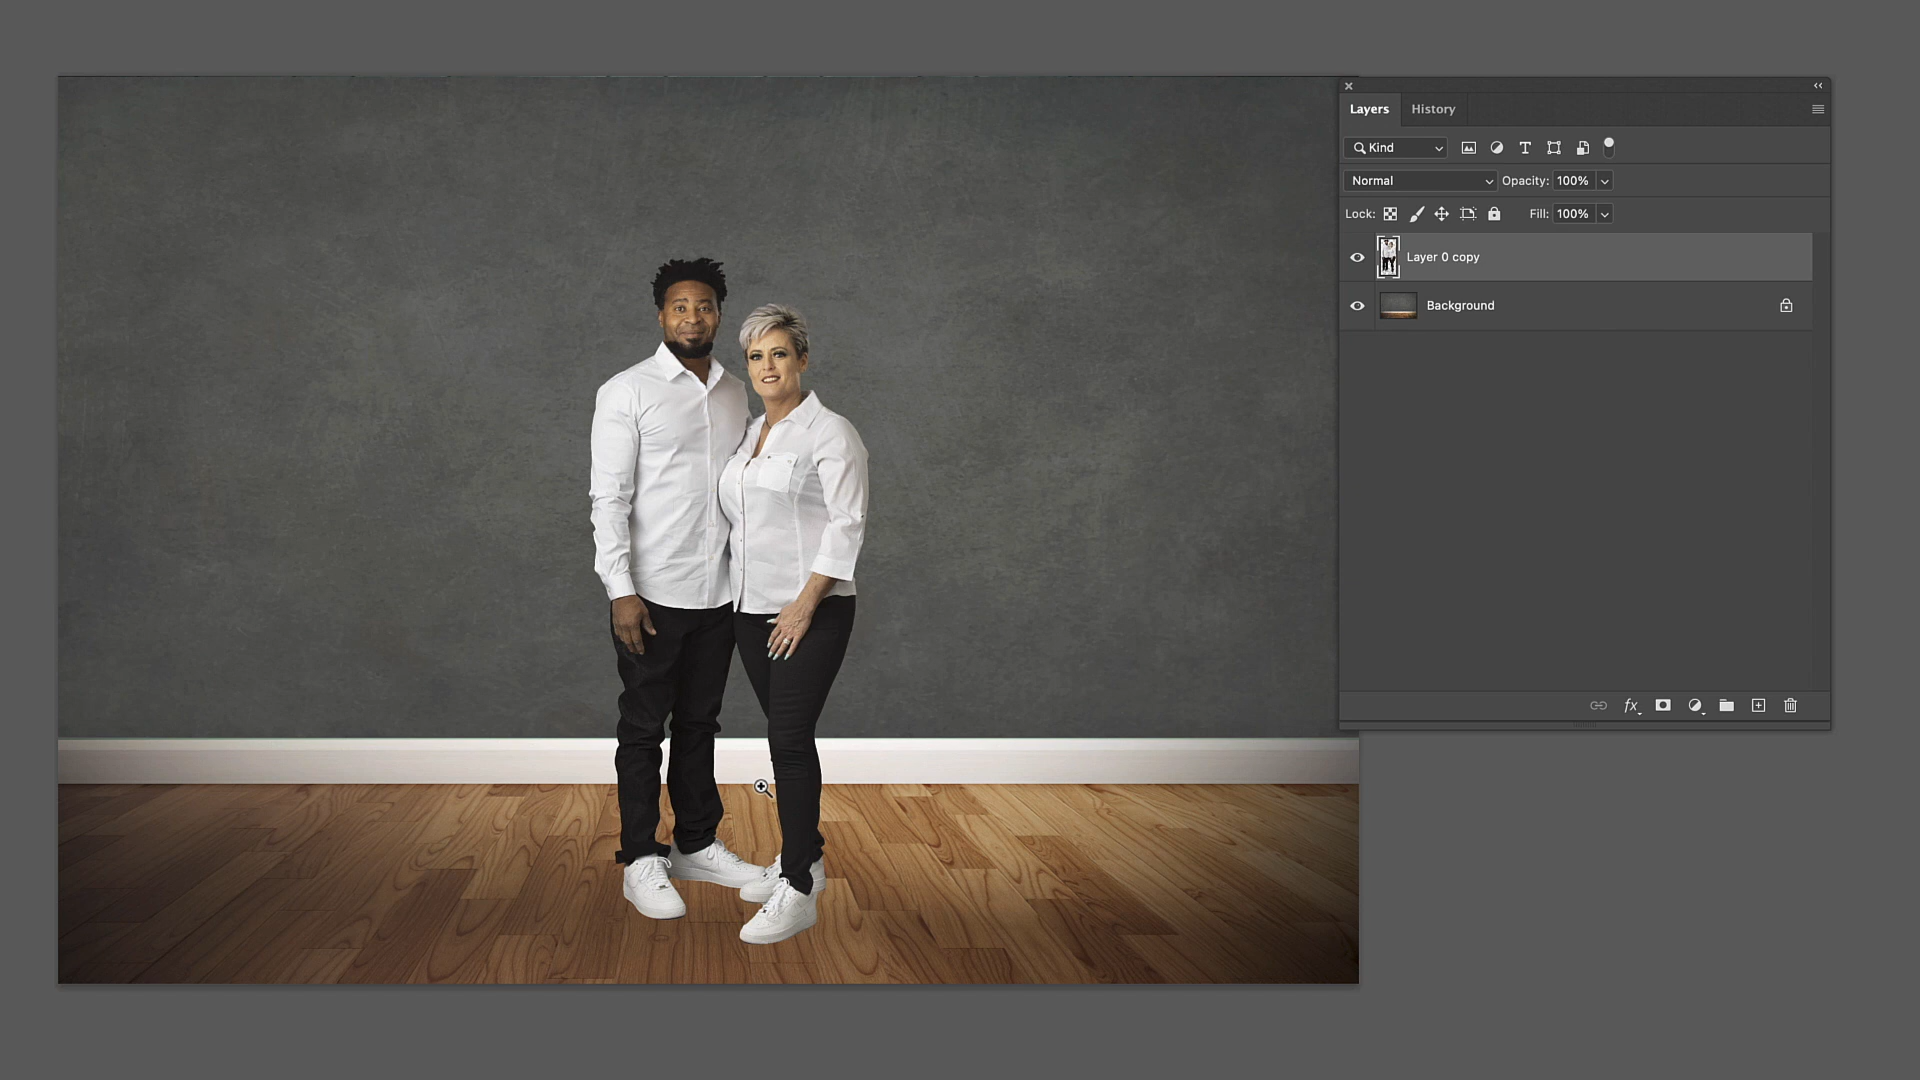 Layers History
Kind
Normal Opacity: 100%
Lock: Fill: 100%
Layer 0 copy
Background
fx